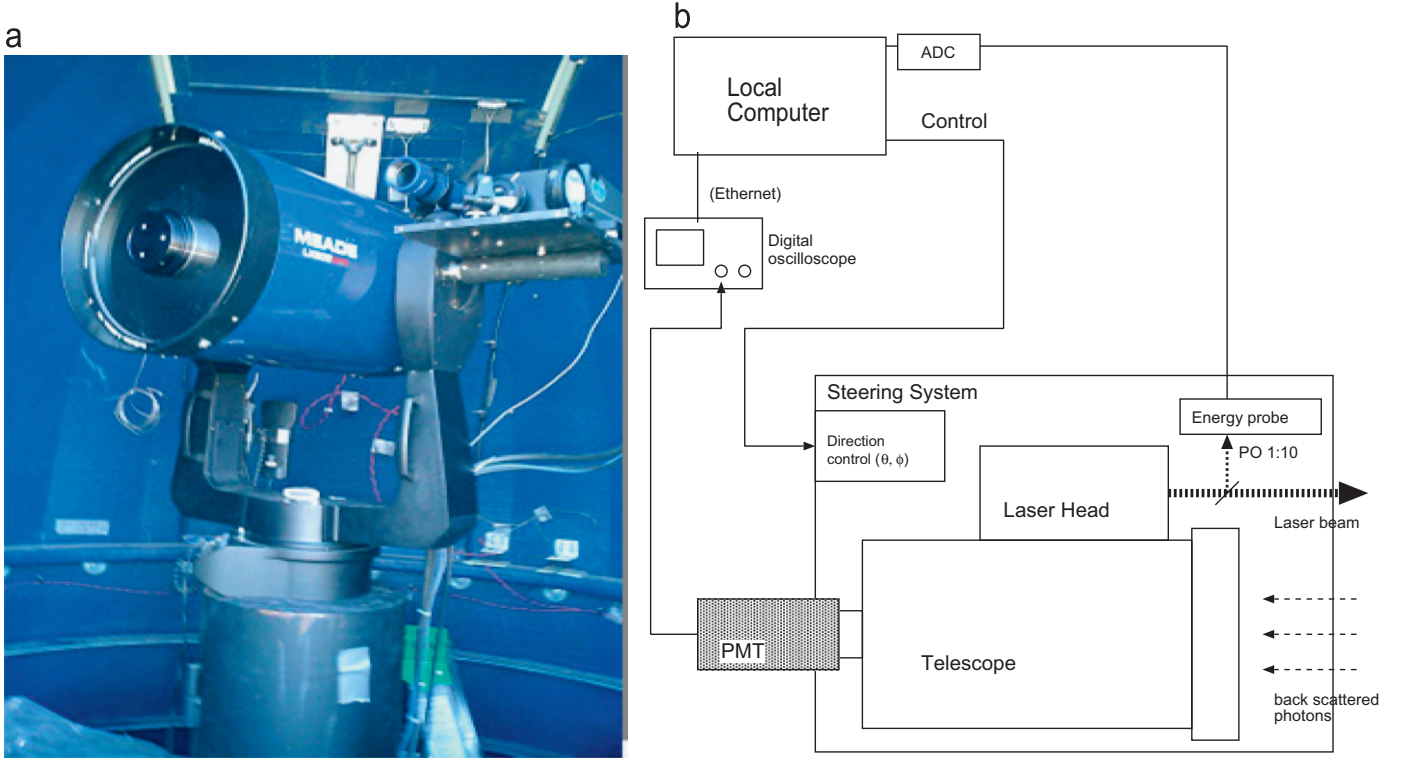 a
MEADE
b
Local
Computer
ADC
Control
(Ethernet)
Digital
oscilloscope
Steering System
Direction
control (θ, ϕ)
Energy probe
PO 1:10
Laser Head
Laser beam
PMT
Telescope
back scattered
photons